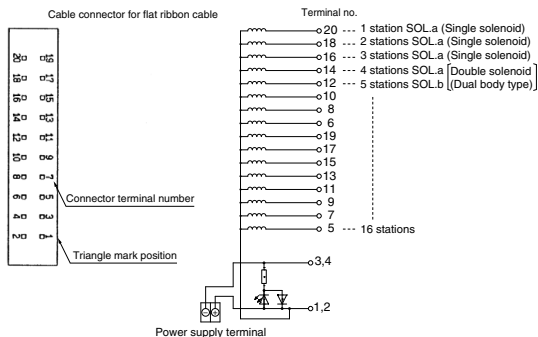 Cable connector for flat ribbon cable
20 19
18 17
16 15
14 13
12 11
10 9
8 7
6 5
4 3
2 1
Connector terminal number
Triangle mark position
Terminal no.
20 --- 1 station SOL.a (Single solenoid)
18 --- 2 stations SOL.a (Single solenoid)
16 --- 3 stations SOL.a (Single solenoid)
14 --- 4 stations SOL.a [Double solenoid
12 --- 5 stations SOL.b (Dual body type)]
10
8
6
19
17
15
13
11
9
7
5 --- 16 stations
3,4
1,2
Power supply terminal